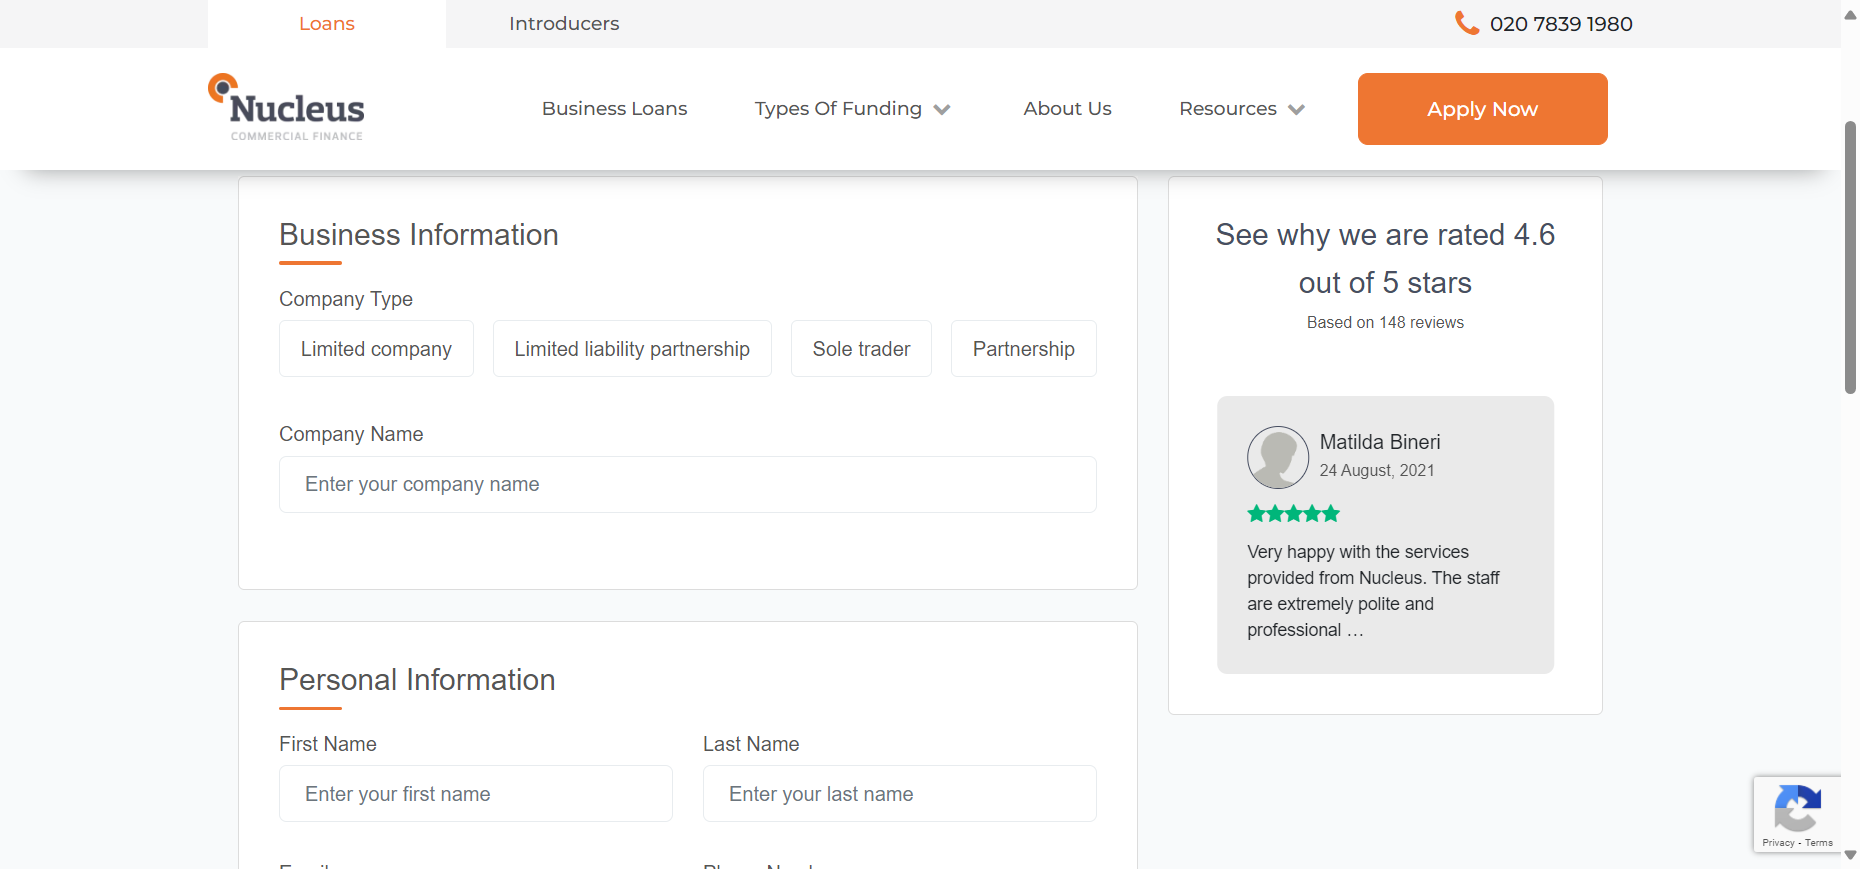 Loans
Introducers
020 7839 1980
Nucleus
COMMERCIAL FINANCE
Business Loans
Types Of Funding
About Us
Resources
Apply Now
Business Information
Company Type
Limited company
Limited liability partnership
Sole trader
Partnership
Company Name
Enter your company name
Personal Information
First Name
Last Name
Enter your first name
Enter your last name
See why we are rated 4.6
out of 5 stars
Based on 148 reviews
Matilda Bineri
24 August, 2021
Very happy with the services
provided from Nucleus. The staff
are extremely polite and
professional …
Privacy - Terms